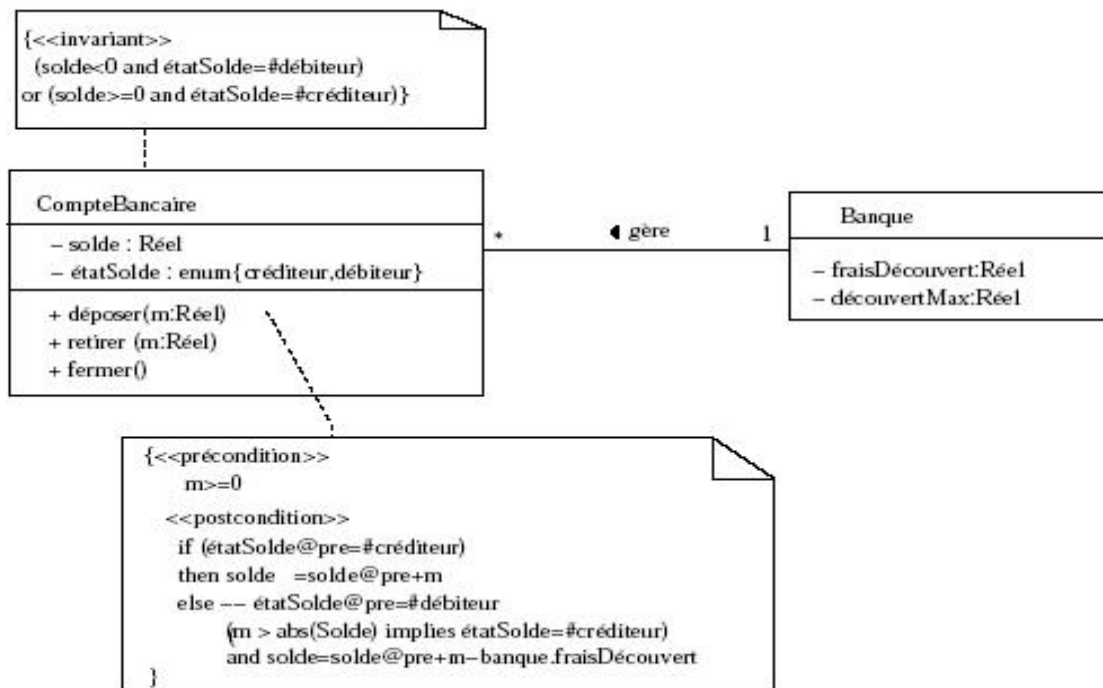 {<<invariant>>
(solde<0 and étatSolde=#débiteur)
or (solde>=0 and étatSolde=#créditeur)}
CompteBancaire
– solde : Réel
– étatSolde : enum{créditeur,débiteur}
+ déposer(m:Réel)
+ retirer (m:Réel)
+ fermer()
* gère 1
Banque
– fraisDécouvert:Réel
– découvertMax:Réel
{<<précondition>>
m>=0
<<postcondition>>
if (étatSolde@pre=#créditeur)
then solde =solde@pre+m
else –– étatSolde@pre=#débiteur
(m > abs(Solde) implies étatSolde=#créditeur)
and solde=solde@pre+m–banque.fraisDécouvert
}